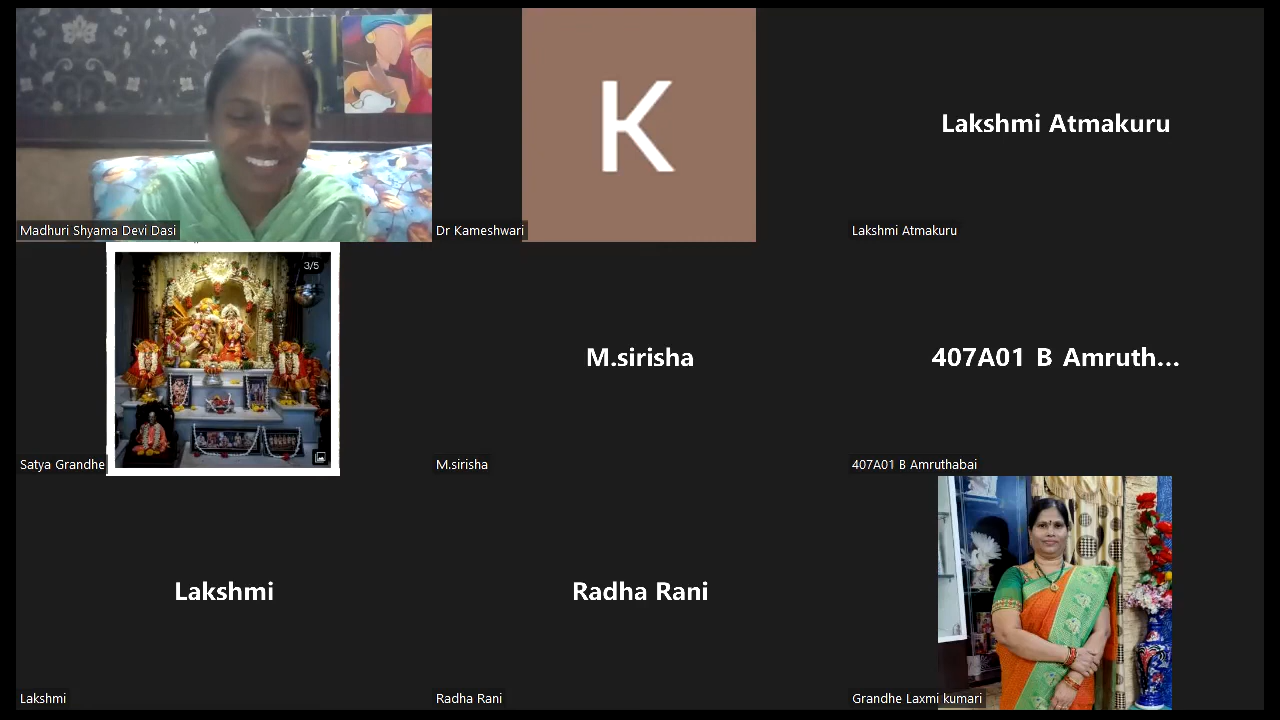 Madhuri Shyama Devi Dasi
K
Dr Kameshwari
Lakshmi Atmakuru
Lakshmi Atmakuru
3/5
Satya Grandhe
M.sirisha
M.sirisha
407A01 B Amruth...
407A01 B Amruthabai
Lakshmi
Lakshmi
Radha Rani
Radha Rani
Grandhe Laxmi kumari